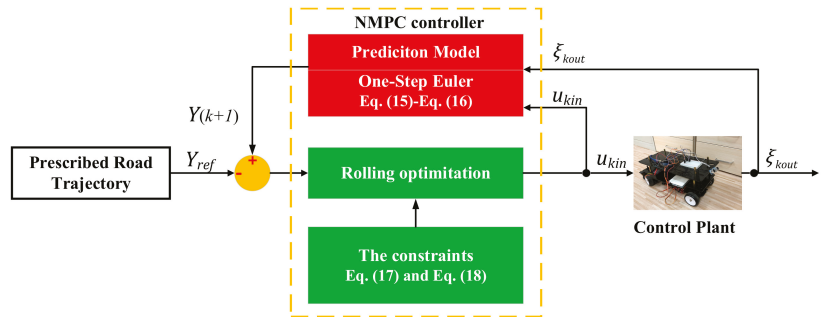 NMPC controller
Prediciton Model
One-Step Euler
Eq. (15)-Eq. (16)
ξkout
ukin
Y(k+1)
+
-
Prescribed Road
Trajectory
Yref
Rolling optimitation
ukin
ξkout
Control Plant
The constraints
Eq. (17) and Eq. (18)